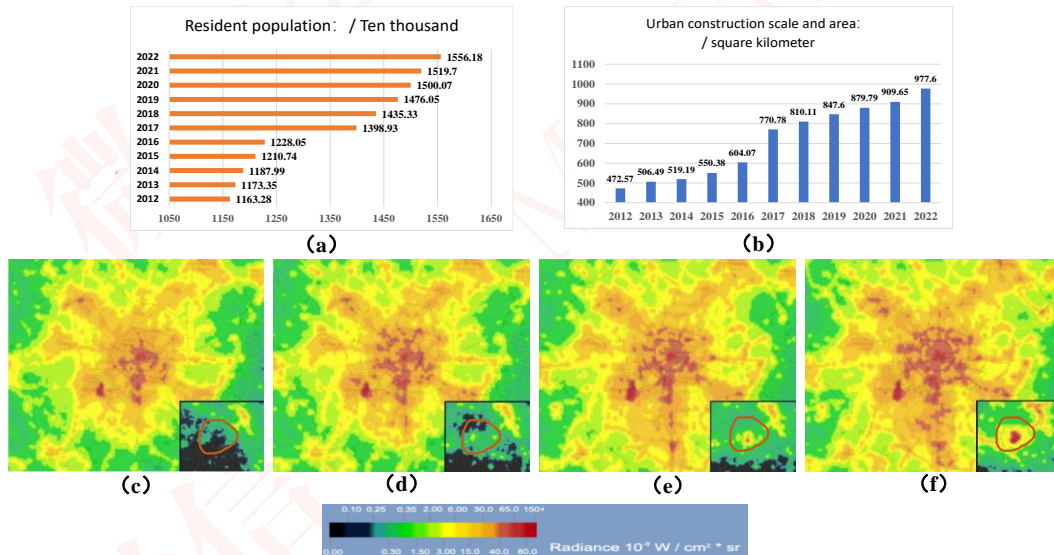 Resident population: / Ten thousand
2022 1556.18
2021 1519.7
2020 1500.07
2019 1476.05
2018 1435.33
2017 1398.93
2016 1228.05
2015 1210.74
2014 1187.99
2013 1173.35
2012 1163.28
1050 1150 1250 1350 1450 1550 1650
(a)
Urban construction scale and area:
/ square kilometer
1100
1000
900
800
700
600
500
400
472.57 506.49 519.19 550.38 604.07 770.78 810.11 847.6 879.79 909.65 977.6
2012 2013 2014 2015 2016 2017 2018 2019 2020 2021 2022
(b)
(c) (d) (e) (f)
0.10 0.25 0.35 2.00 6.00 30.0 65.0 150+
0.00 0.30 1.50 3.00 15.0 40.0 80.0
Radiance 10⁻⁹ W / cm² * sr